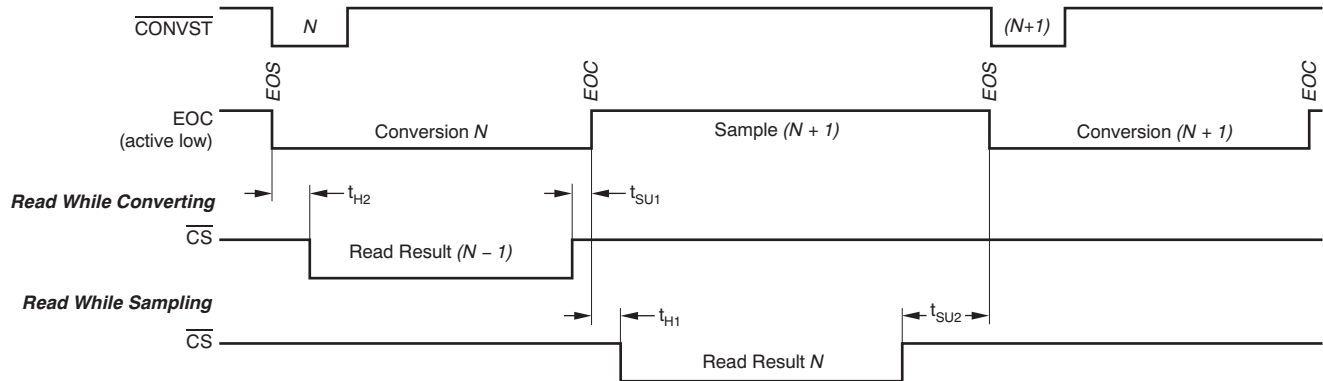 CONVST
N
(N+1)
EOS
EOC
EOS
EOC
EOC
(active low)
Conversion N
Sample (N + 1)
Conversion (N + 1)
Read While Converting
tH2
tSU1
CS
Read Result (N − 1)
Read While Sampling
tH1
tSU2
CS
Read Result N